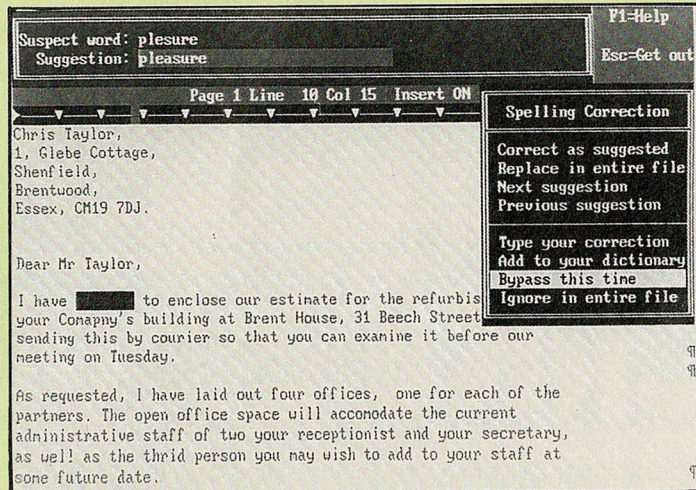 F1=Help
Suspect word: plesure
Suggestion: pleasure
Esc=Get out
Page 1 Line 10 Col 15 Insert ON
Spelling Correction
Correct as suggested
Replace in entire file
Next suggestion
Previous suggestion
Type your correction
Add to your dictionary
Bypass this time
Ignore in entire file
Chris Taylor,
1, Glebe Cottage,
Shenfield,
Brentwood,
Essex, CM19 7DJ.
Dear Mr Taylor,
I have to enclose our estimate for the refurbis
your Comapny's building at Brent House, 31 Beech Street
sending this by courier so that you can examine it before our
meeting on Tuesday.
As requested, I have laid out four offices, one for each of the
partners. The open office space will accomodate the current
administrative staff of two your receptionist and your secretary,
as well as the thrid person you may wish to add to your staff at
some future date.